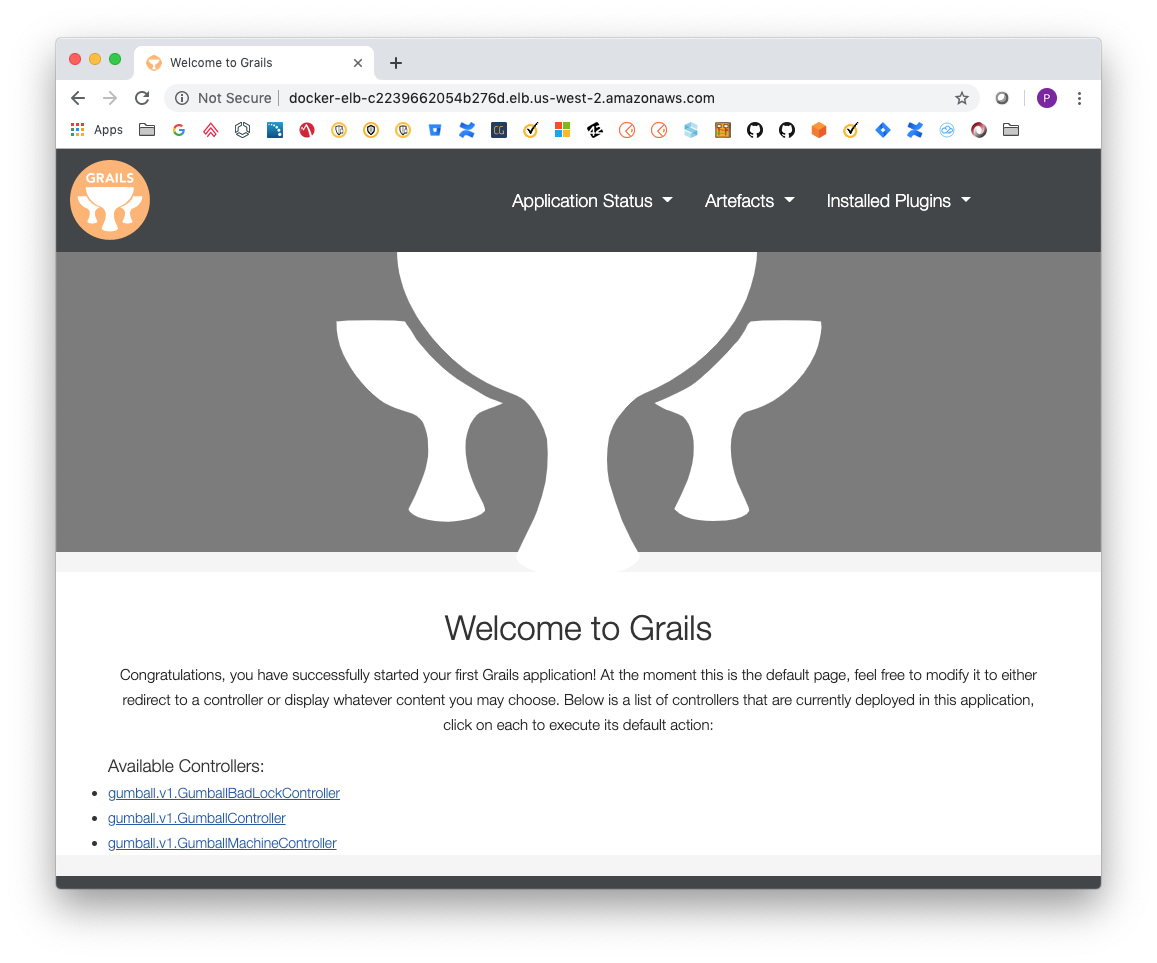 Welcome to Grails
Not Secure
docker-elb-c2239662054b276d.elb.us-west-2.amazonaws.com
P
Apps
CG
GRAILS
Application Status
Artefacts
Installed Plugins
Welcome to Grails
Congratulations, you have successfully started your first Grails application! At the moment this is the default page, feel free to modify it to either
redirect to a controller or display whatever content you may choose. Below is a list of controllers that are currently deployed in this application,
click on each to execute its default action:
Available Controllers:
gumball.v1.GumballBadLockController
gumball.v1.GumballController
gumball.v1.GumballMachineController